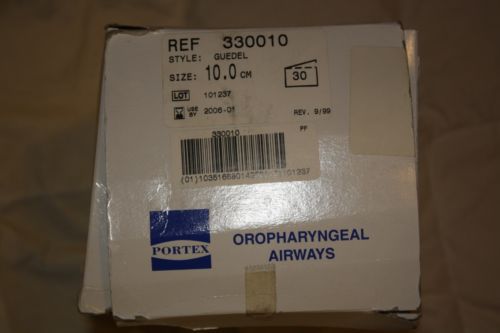 REF 330010
STYLE: GUEDEL
SIZE: 10.0 CM
30
LOT 101237
USE BY 2006-01
REV. 9/99
PF
330010
PORTEX
OROPHARYNGEAL
AIRWAYS